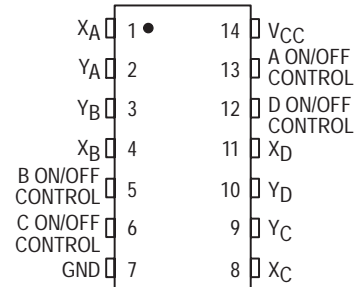 XA 1 14 VCC
YA 2 13 A ON/OFF CONTROL
YB 3 12 D ON/OFF CONTROL
XB 4 11 XD
B ON/OFF CONTROL 5 10 YD
C ON/OFF CONTROL 6 9 YC
GND 7 8 XC